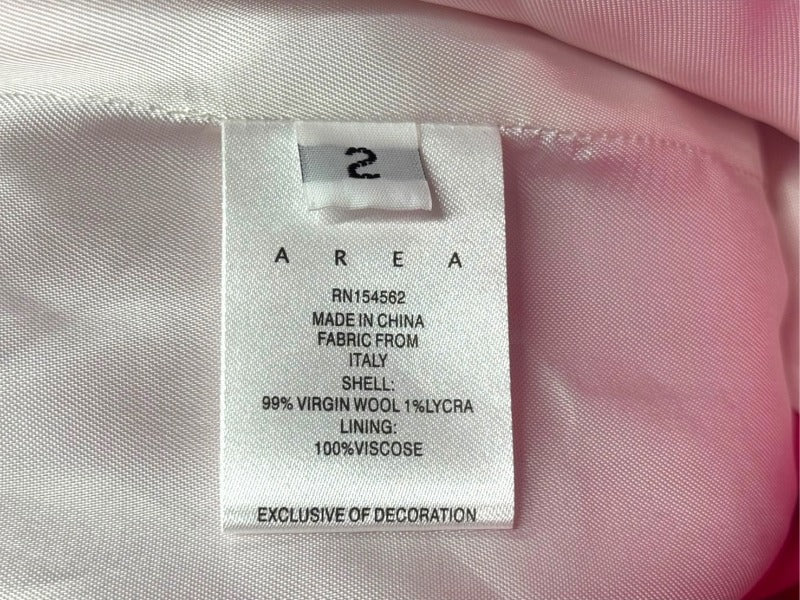 2
A R E A
RN154562
MADE IN CHINA
FABRIC FROM
ITALY
SHELL:
99% VIRGIN WOOL 1%LYCRA
LINING:
100%VISCOSE
EXCLUSIVE OF DECORATION